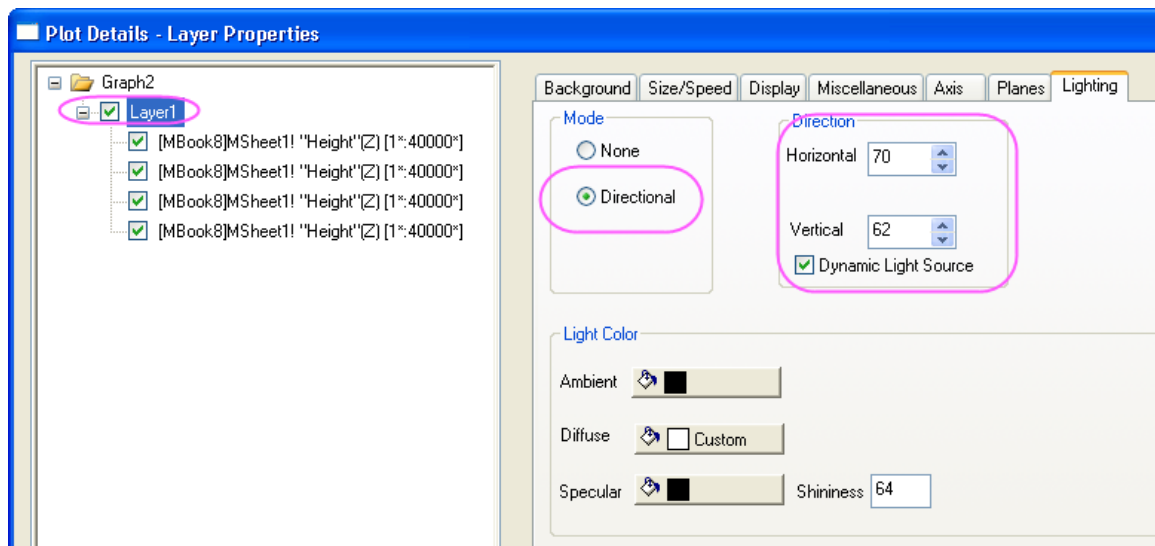 Plot Details - Layer Properties
Graph2
Layer1
[MBook8]MSheet1! "Height"(Z) [1*:40000*]
[MBook8]MSheet1! "Height"(Z) [1*:40000*]
[MBook8]MSheet1! "Height"(Z) [1*:40000*]
[MBook8]MSheet1! "Height"(Z) [1*:40000*]
Background Size/Speed Display Miscellaneous Axis Planes Lighting
Mode
None
Directional
Direction
Horizontal 70
Vertical 62
Dynamic Light Source
Light Color
Ambient
Diffuse Custom
Specular Shininess 64